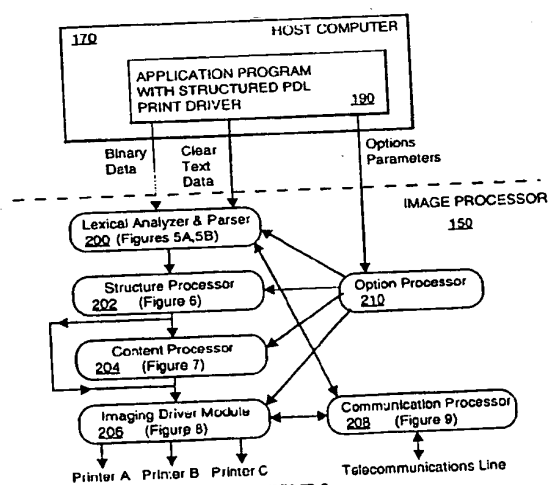 170
HOST COMPUTER
APPLICATION PROGRAM
WITH STRUCTURED PDL
PRINT DRIVER
190
Binary
Data
Clear
Text
Data
Options
Parameters
IMAGE PROCESSOR
150
Lexical Analyzer & Parser
200 (Figures 5A,5B)
Structure Processor
202 (Figure 6)
Option Processor
210
Content Processor
204 (Figure 7)
Imaging Driver Module
206 (Figure 8)
Communication Processor
208 (Figure 9)
Printer A Printer B Printer C
Telecommunications Line